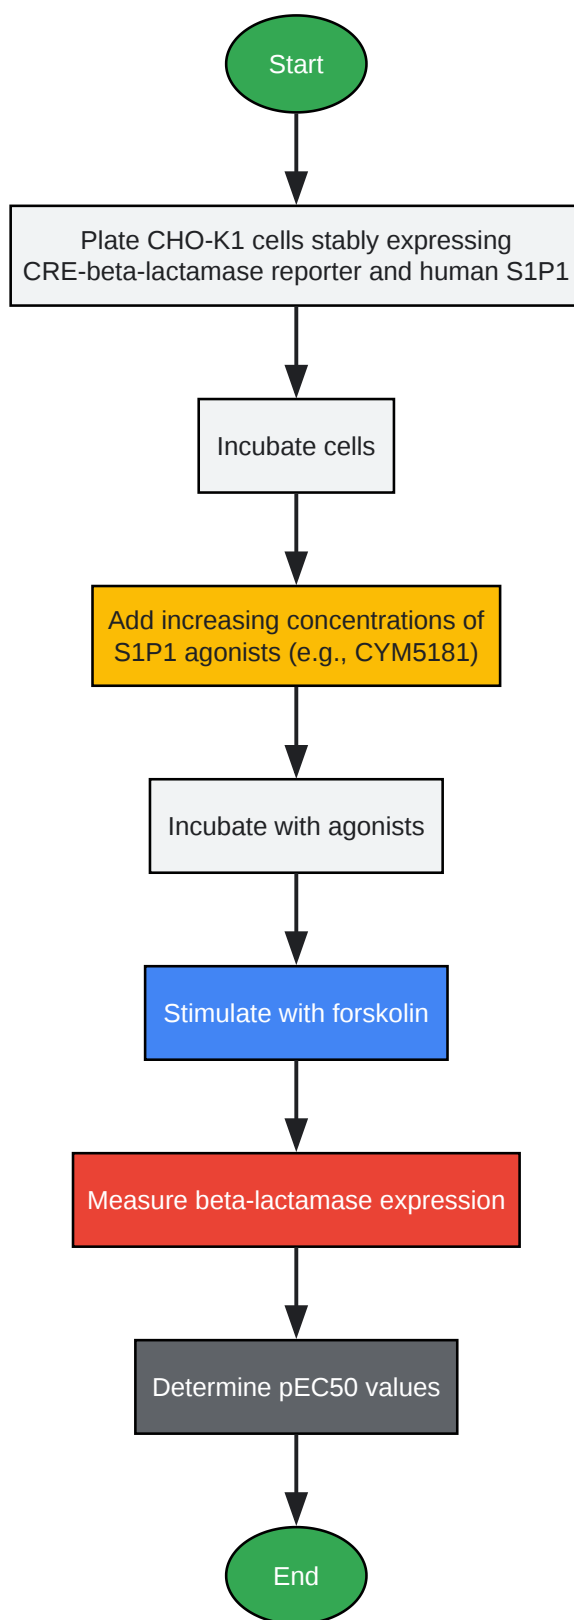 Start
Plate CHO-K1 cells stably expressing
CRE-beta-lactamase reporter and human S1P1
Incubate cells
Add increasing concentrations of
S1P1 agonists (e.g., CYM5181)
Incubate with agonists
Stimulate with forskolin
Measure beta-lactamase expression
Determine pEC50 values
End